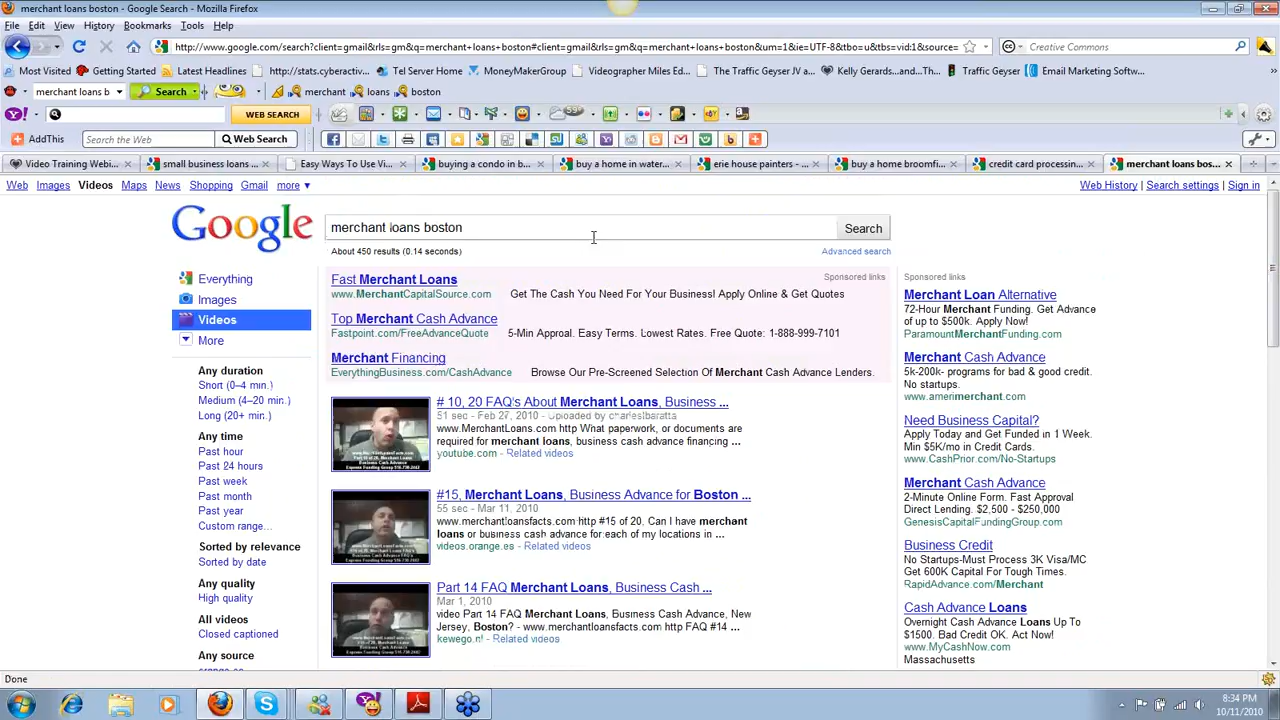 merchant loans boston - Google Search - Mozilla Firefox
File Edit View History Bookmarks Tools Help
http://www.google.com/search?client=gmail&rls=gm&q=merchant+loans+boston#client=gmail&rls=gm&q=merchant+loans+boston&um=1&ie=UTF-8&tbo=u&tbs=vid:1&source=
Creative Commons
Most Visited Getting Started Latest Headlines http://stats.cyberactiv... Tel Server Home MoneyMakerGroup Videographer Miles Ed... The Traffic Geyser JV a... Kelly Gerards...and Th... Traffic Geyser Email Marketing Softw...
merchant loans b Search merchant loans boston
WEB SEARCH
AddThis Search the Web Web Search
Video Training Webi... small business loans ... Easy Ways To Use Vi... buying a condo in b... buy a home in water... erie house painters - ... buy a home broomfi... credit card processin... merchant loans bos...
Web Images Videos Maps News Shopping Gmail more ▼
Web History | Search settings | Sign in
Google
merchant loans boston
Search
About 450 results (0.14 seconds)
Advanced search
Everything
Images
Videos
More
Any duration
Short (0–4 min.)
Medium (4–20 min.)
Long (20+ min.)
Any time
Past hour
Past 24 hours
Past week
Past month
Past year
Custom range...
Sorted by relevance
Sorted by date
Any quality
High quality
All videos
Closed captioned
Any source
Fast Merchant Loans
Sponsored links
www.MerchantCapitalSource.com Get The Cash You Need For Your Business! Apply Online & Get Quotes
Top Merchant Cash Advance
Fastpoint.com/FreeAdvanceQuote 5-Min Approal. Easy Terms. Lowest Rates. Free Quote: 1-888-999-7101
Merchant Financing
EverythingBusiness.com/CashAdvance Browse Our Pre-Screened Selection Of Merchant Cash Advance Lenders.
# 10, 20 FAQ's About Merchant Loans, Business ...
51 sec - Feb 27, 2010 - Uploaded by charlesbaratta
www.MerchantLoans.com http What paperwork, or documents are
required for merchant loans, business cash advance financing ...
youtube.com - Related videos
#15, Merchant Loans, Business Advance for Boston ...
55 sec - Mar 11, 2010
www.merchantloansfacts.com http #15 of 20. Can I have merchant
loans or business cash advance for each of my locations in ...
videos.orange.es - Related videos
Part 14 FAQ Merchant Loans, Business Cash ...
Mar 1, 2010
video Part 14 FAQ Merchant Loans, Business Cash Advance, New
Jersey, Boston? - www.merchantloansfacts.com http FAQ #14 ...
kewego.nl - Related videos
Sponsored links
Merchant Loan Alternative
72-Hour Merchant Funding. Get Advance
of up to $500k. Apply Now!
ParamountMerchantFunding.com
Merchant Cash Advance
5k-200k- programs for bad & good credit.
No startups.
www.amerimerchant.com
Need Business Capital?
Apply Today and Get Funded in 1 Week.
Min $5K/mo in Credit Cards.
www.CashPrior.com/No-Startups
Merchant Cash Advance
2-Minute Online Form. Fast Approval
Direct Lending. $2,500 - $250,000
GenesisCapitalFundingGroup.com
Business Credit
No Startups-Must Process 3K Visa/MC
Get 600K Capital For Tough Times.
RapidAdvance.com/Merchant
Cash Advance Loans
Overnight Cash Advance Loans Up To
$1500. Bad Credit OK. Act Now!
www.MyCashNow.com
Massachusetts
Done
8:34 PM
10/11/2010